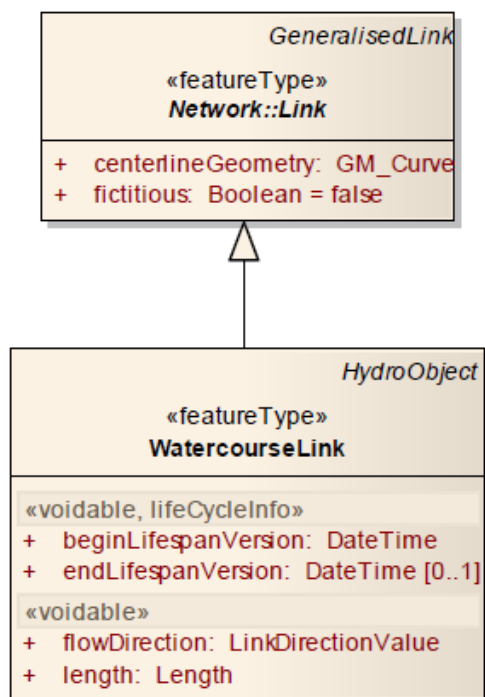 GeneralisedLink
«featureType»
Network::Link
+ centerlineGeometry: GM_Curve
+ fictitious: Boolean = false
HydroObject
«featureType»
WatercourseLink
«voidable, lifeCycleInfo»
+ beginLifespanVersion: DateTime
+ endLifespanVersion: DateTime [0..1]
«voidable»
+ flowDirection: LinkDirectionValue
+ length: Length